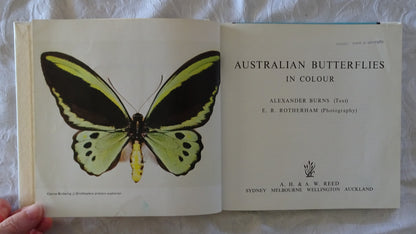 AUSTRALIAN BUTTERFLIES
IN COLOUR
ALEXANDER BURNS (Text)
E. R. ROTHERHAM (Photography)
A. H. & A. W. REED
SYDNEY MELBOURNE WELLINGTON AUCKLAND